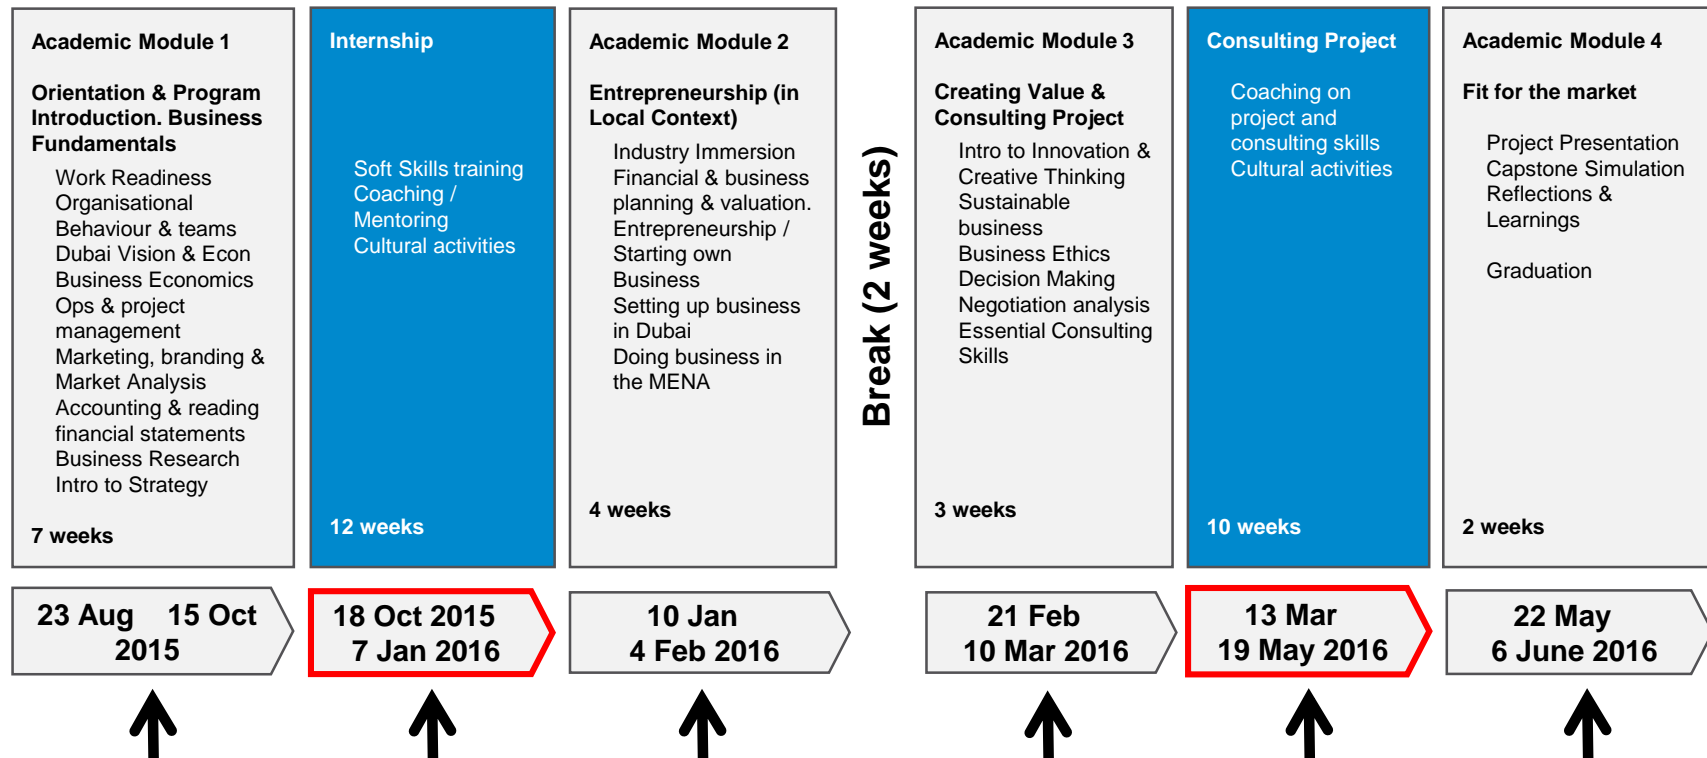 Academic Module 1
Orientation & Program
Introduction. Business
Fundamentals
Work Readiness
Organisational
Behaviour & teams
Dubai Vision & Econ
Business Economics
Ops & project
management
Marketing, branding &
Market Analysis
Accounting & reading
financial statements
Business Research
Intro to Strategy
7 weeks
Internship
Soft Skills training
Coaching /
Mentoring
Cultural activities
12 weeks
Academic Module 2
Entrepreneurship (in
Local Context)
Industry Immersion
Financial & business
planning & valuation.
Entrepreneurship /
Starting own
Business
Setting up business
in Dubai
Doing business in
the MENA
4 weeks
Break (2 weeks)
Academic Module 3
Creating Value &
Consulting Project
Intro to Innovation &
Creative Thinking
Sustainable
business
Business Ethics
Decision Making
Negotiation analysis
Essential Consulting
Skills
3 weeks
Consulting Project
Coaching on
project and
consulting skills
Cultural activities
10 weeks
Academic Module 4
Fit for the market
Project Presentation
Capstone Simulation
Reflections &
Learnings
Graduation
2 weeks
23 Aug 15 Oct
2015
18 Oct 2015
7 Jan 2016
10 Jan
4 Feb 2016
21 Feb
10 Mar 2016
13 Mar
19 May 2016
22 May
6 June 2016